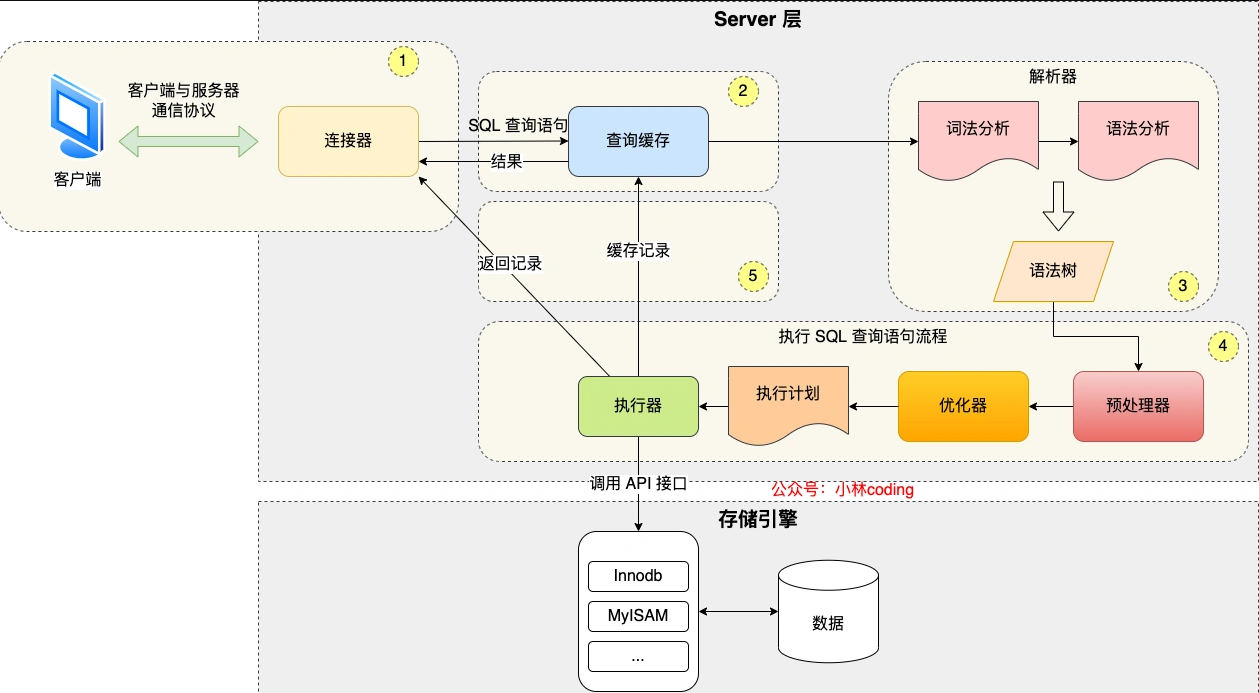 Server 层
1
客户端与服务器
通信协议
客户端
连接器
SQL 查询语句
结果
2
查询缓存
解析器
词法分析
语法分析
语法树
3
返回记录
缓存记录
5
执行 SQL 查询语句流程
4
执行器
执行计划
优化器
预处理器
调用 API 接口
公众号：小林coding
存储引擎
Innodb
MyISAM
...
数据